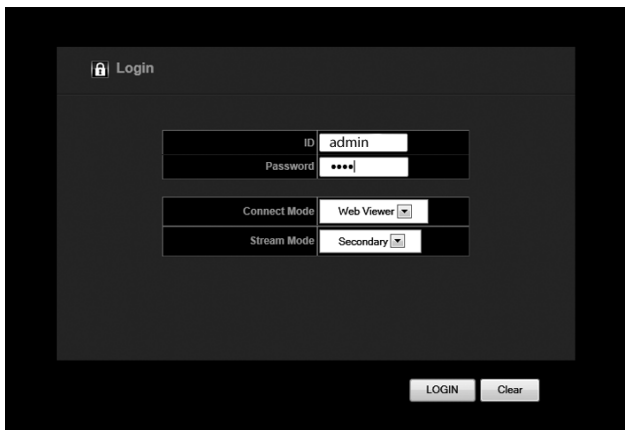 Login
ID admin
Password ••••
Connect Mode Web Viewer
Stream Mode Secondary
LOGIN Clear